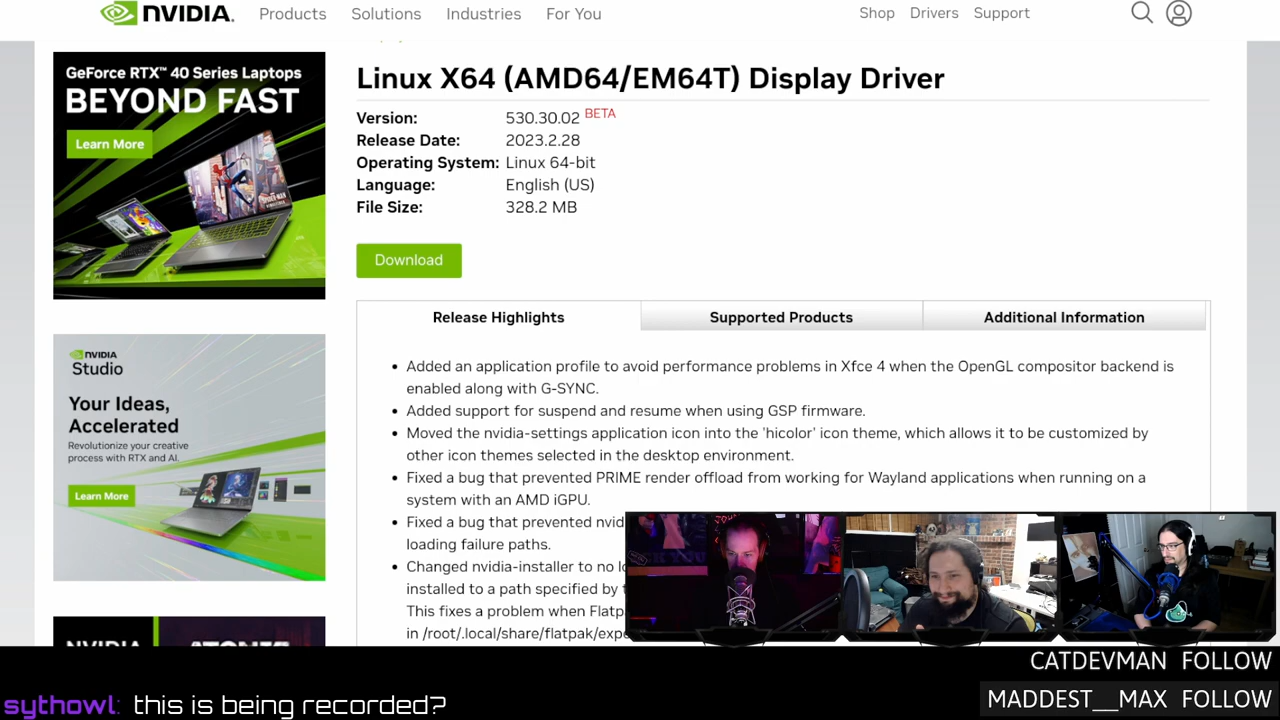 NVIDIA.
Products
Solutions
Industries
For You
Shop
Drivers
Support
GeForce RTX™ 40 Series Laptops
BEYOND FAST
Learn More
NVIDIA
Studio
Your Ideas,
Accelerated
Revolutionize your creative
process with RTX and AI.
Learn More
NVIDIA
Linux X64 (AMD64/EM64T) Display Driver
Version: 530.30.02 BETA
Release Date: 2023.2.28
Operating System: Linux 64-bit
Language: English (US)
File Size: 328.2 MB
Download
Release Highlights
Supported Products
Additional Information
• Added an application profile to avoid performance problems in Xfce 4 when the OpenGL compositor backend is
enabled along with G-SYNC.
• Added support for suspend and resume when using GSP firmware.
• Moved the nvidia-settings application icon into the 'hicolor' icon theme, which allows it to be customized by
other icon themes selected in the desktop environment.
• Fixed a bug that prevented PRIME render offload from working for Wayland applications when running on a
system with an AMD iGPU.
• Fixed a bug that prevented nvid
loading failure paths.
• Changed nvidia-installer to no lo
installed to a path specified by
This fixes a problem when Flatp
in /root/.local/share/flatpak/exp
CATDEVMAN FOLLOW
MADDEST__MAX FOLLOW
sythowl: this is being recorded?